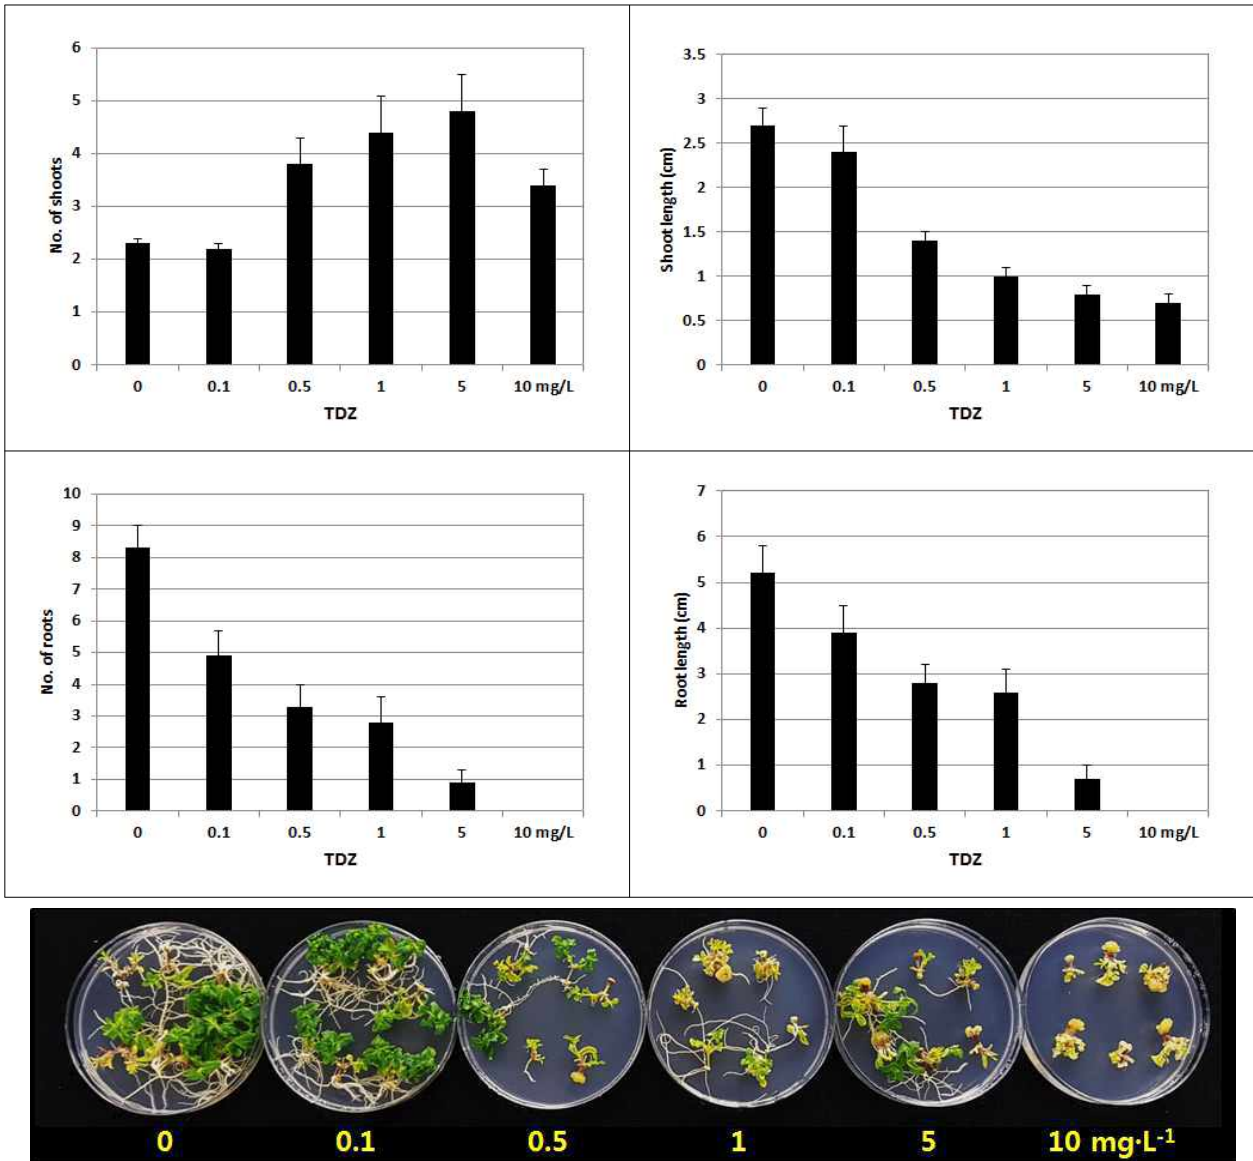 No. of shoots
6
5
4
3
2
1
0
0 0.1 0.5 1 5 10 mg/L
TDZ
Shoot length (cm)
3.5
3
2.5
2
1.5
1
0.5
0
0 0.1 0.5 1 5 10 mg/L
TDZ
No. of roots
10
9
8
7
6
5
4
3
2
1
0
0 0.1 0.5 1 5 10 mg/L
TDZ
Root length (cm)
7
6
5
4
3
2
1
0
0 0.1 0.5 1 5 10 mg/L
TDZ
0 0.1 0.5 1 5 10 mg·L⁻¹